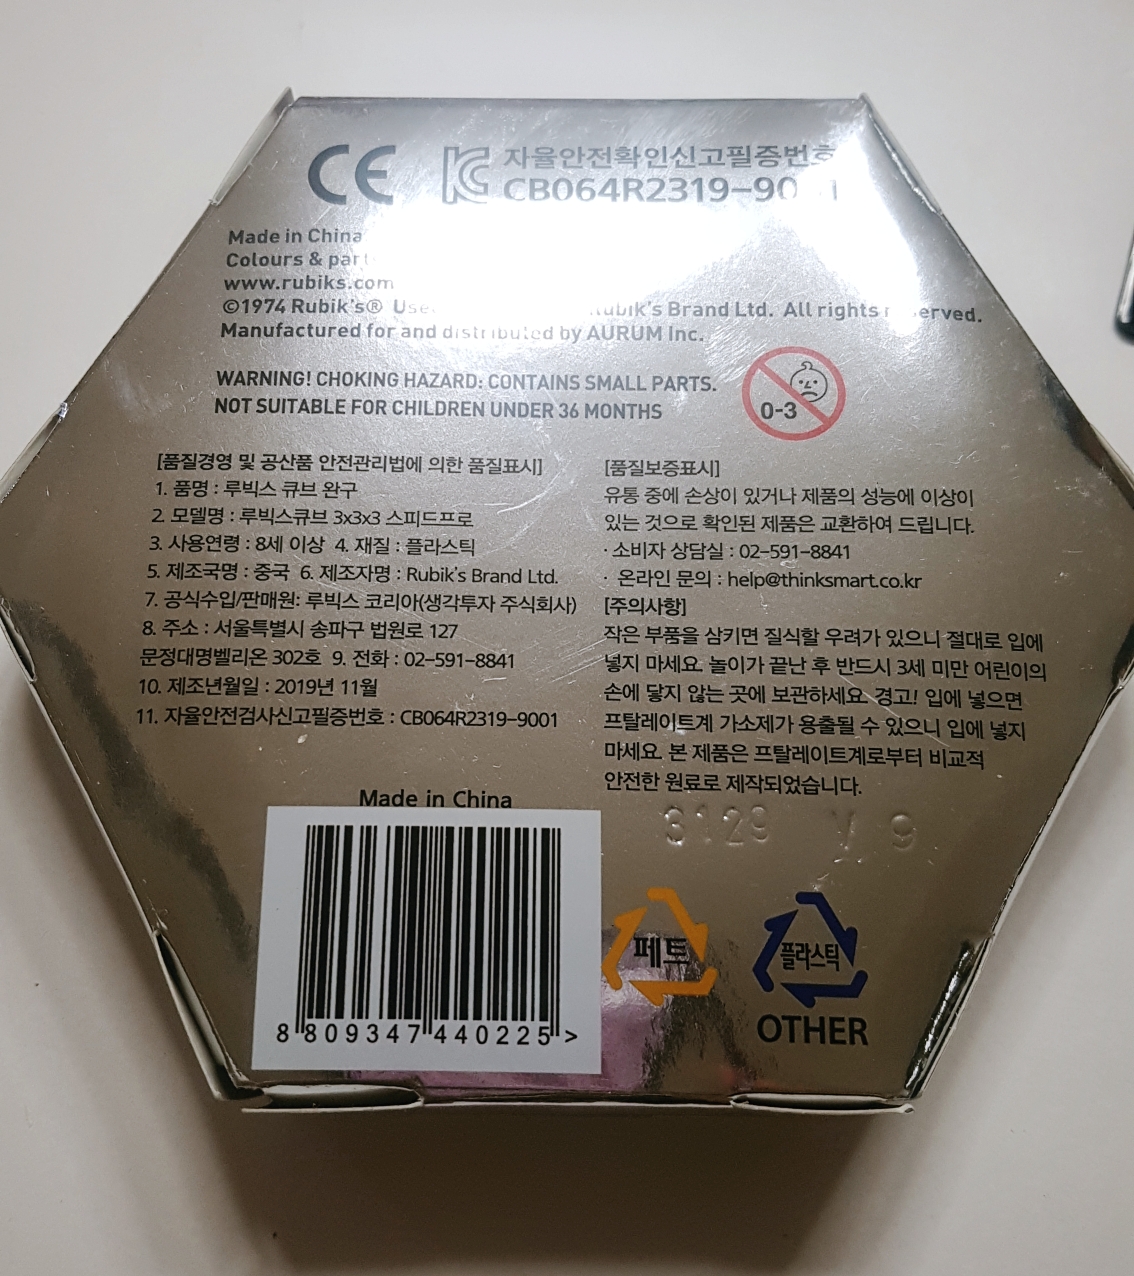 CE KC 자율안전확인신고필증번호
CB064R2319-9001
Made in China
Colours &
www.rubiks.com
©1974 Rubik's® Rubik's Brand Ltd. All rights
Manufactured for and distributed by AURUM Inc.
WARNING! CHOKING HAZARD: CONTAINS SMALL PARTS.
NOT SUITABLE FOR CHILDREN UNDER 36 MONTHS
0-3
[품질경영 및 공산품 안전관리법에 의한 품질표시]
1. 품명 : 루빅스 큐브 완구
2. 모델명 : 루빅스큐브 3x3x3 스피드프로
3. 사용연령 : 8세 이상 4. 재질 : 플라스틱
5. 제조국명 : 중국 6. 제조자명 : Rubik's Brand Ltd.
7. 공식수입/판매원: 루빅스 코리아(생각투자 주식회사)
8. 주소 : 서울특별시 송파구 법원로 127
문정대명벨리온 302호 9. 전화 : 02-591-8841
10. 제조년월일 : 2019년 11월
11. 자율안전검사신고필증번호 : CB064R2319-9001
[품질보증표시]
유통 중에 손상이 있거나 제품의 성능에 이상이
있는 것으로 확인된 제품은 교환하여 드립니다.
· 소비자 상담실 : 02-591-8841
· 온라인 문의 : help@thinksmart.co.kr
[주의사항]
작은 부품을 삼키면 질식할 우려가 있으니 절대로 입에
넣지 마세요. 놀이가 끝난 후 반드시 3세 미만 어린이의
손에 닿지 않는 곳에 보관하세요. 경고! 입에 넣으면
프탈레이트계 가소제가 용출될 수 있으니 입에 넣지
마세요. 본 제품은 프탈레이트계로부터 비교적
안전한 원료로 제작되었습니다.
3129 Y 9
Made in China
8 809347 440225 >
페트
플라스틱
OTHER